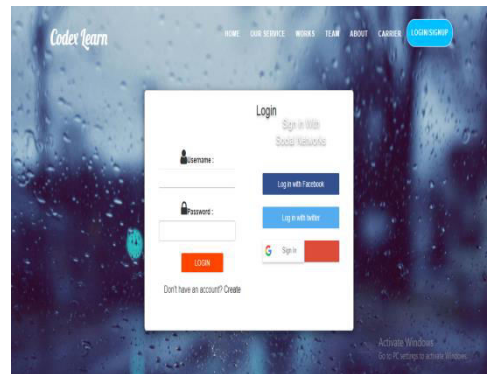 Codex Learn
HOME OUR SERVICE WORKS TEAM ABOUT CARRIER LOGIN/SIGNUP
Login
Sign in With
Social Networks
Username :
Log in with Facebook
Password :
Log in with twitter
G Sign in
LOGIN
Don't have an account? Create
Activate Windows
Go to PC settings to activate Windows.